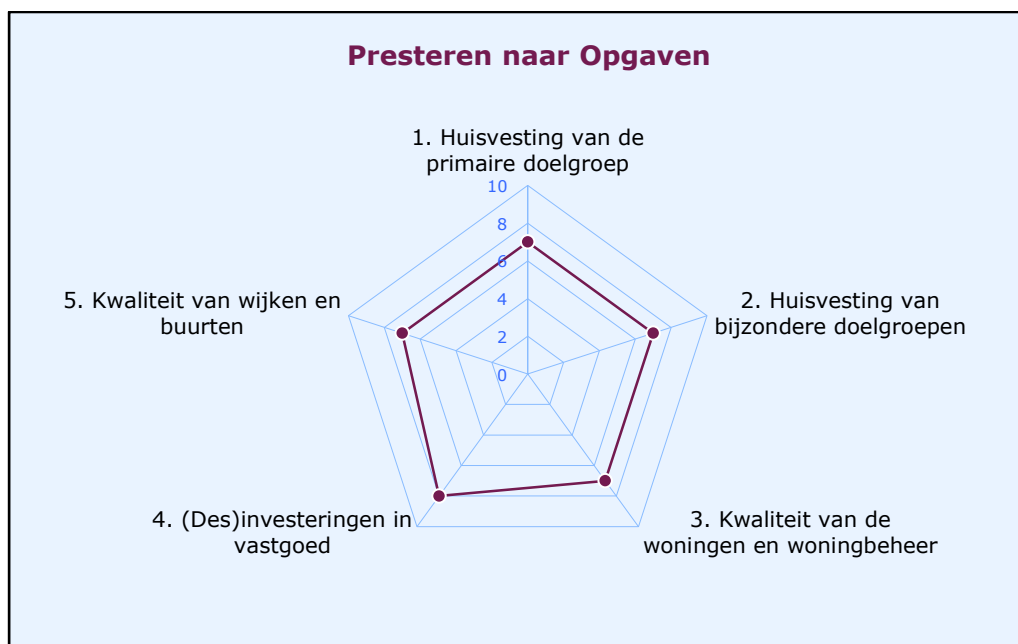 Presteren naar Opgaven
1. Huisvesting van de
primaire doelgroep
10
8
6
4
2
0
5. Kwaliteit van wijken en
buurten
2. Huisvesting van
bijzondere doelgroepen
4. (Des)investeringen in
vastgoed
3. Kwaliteit van de
woningen en woningbeheer